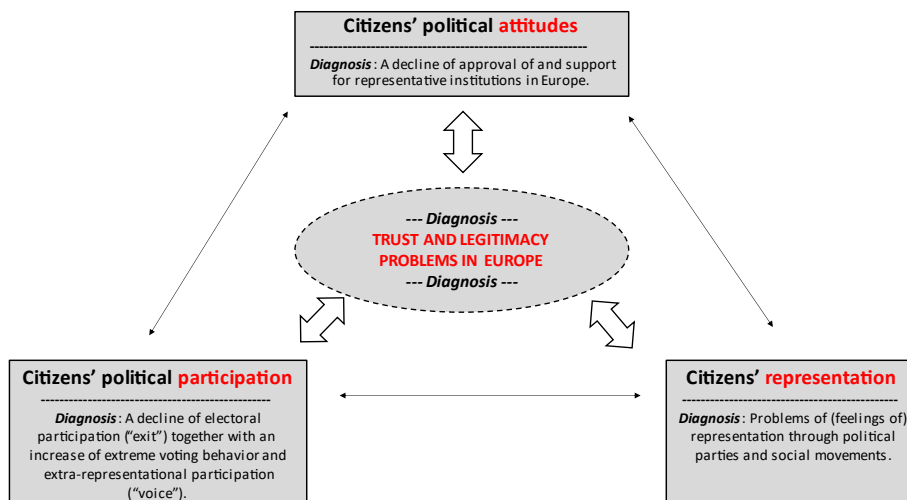 Citizens' political attitudes
--------------------------------------------------------------
Diagnosis: A decline of approval of and support
for representative institutions in Europe.
--- Diagnosis ---
TRUST AND LEGITIMACY
PROBLEMS IN EUROPE
--- Diagnosis ---
Citizens' political participation
--------------------------------------------------
Diagnosis: A decline of electoral
participation ("exit") together with an
increase of extreme voting behavior and
extra-representational participation
("voice").
Citizens' representation
------------------------------------------------
Diagnosis: Problems of (feelings of)
representation through political
parties and social movements.